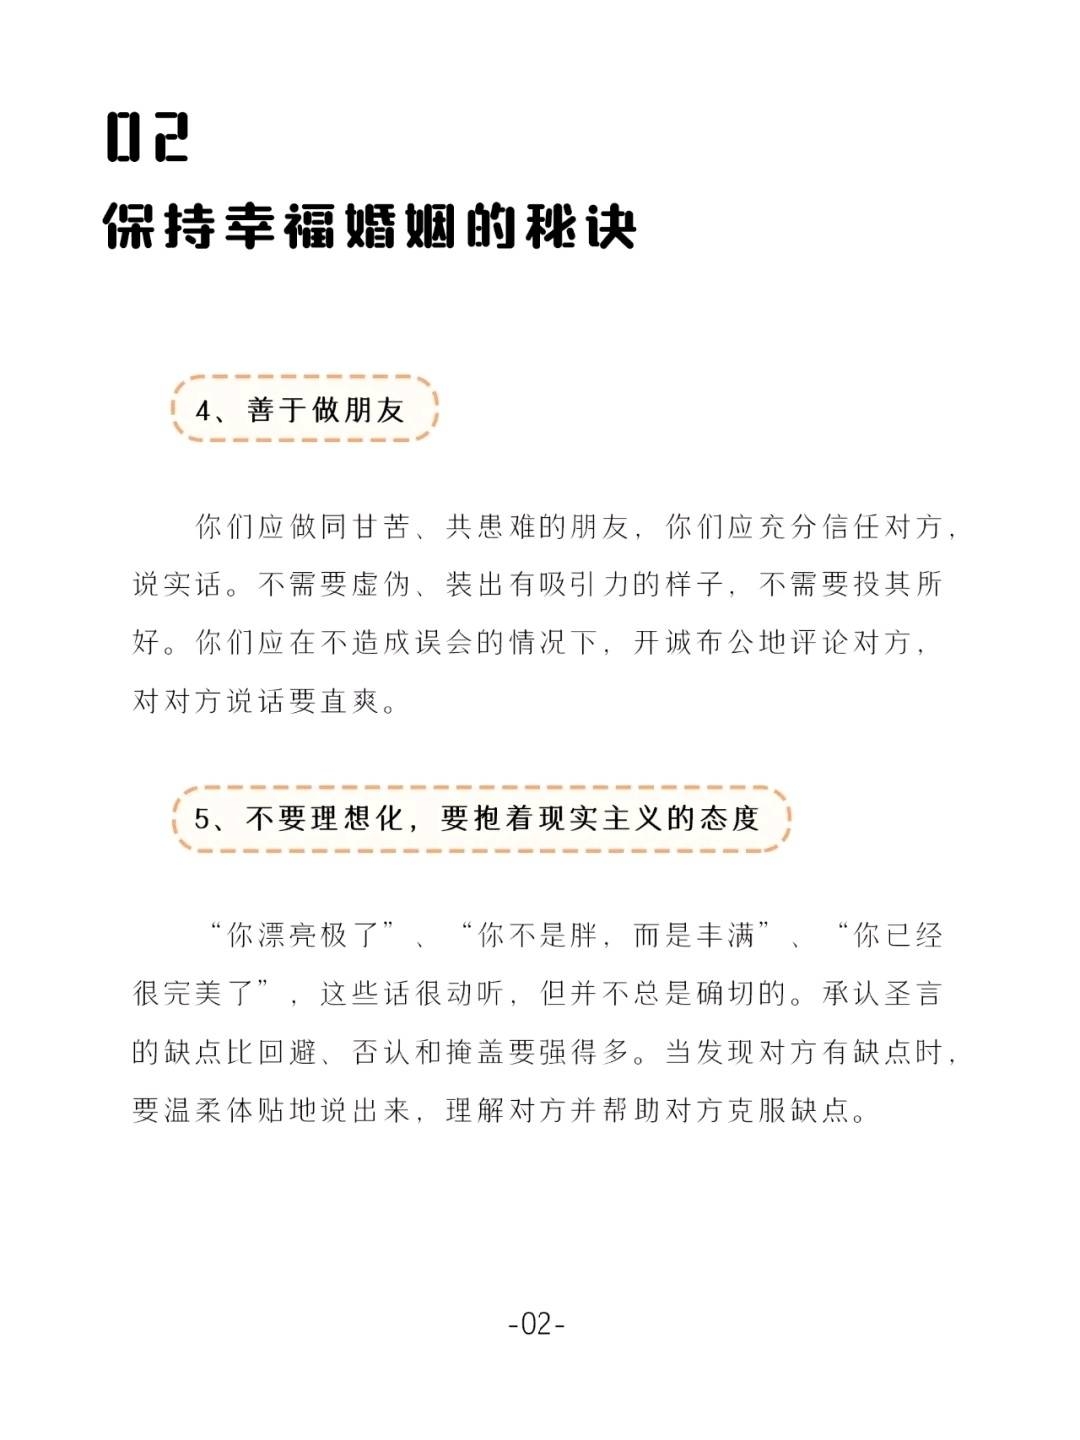 02
保持幸福婚姻的秘诀
4、善于做朋友
你们应做同甘苦、共患难的朋友，你们应充分信任对方，
说实话。不需要虚伪、装出有吸引力的样子，不需要投其所
好。你们应在不造成误会的情况下，开诚布公地评论对方，
对对方说话要直爽。
5、不要理想化，要抱着现实主义的态度
“你漂亮极了”、“你不是胖，而是丰满”、“你已经
很完美了”，这些话很动听，但并不总是确切的。承认圣言
的缺点比回避、否认和掩盖要强得多。当发现对方有缺点时，
要温柔体贴地说出来，理解对方并帮助对方克服缺点。
-02-